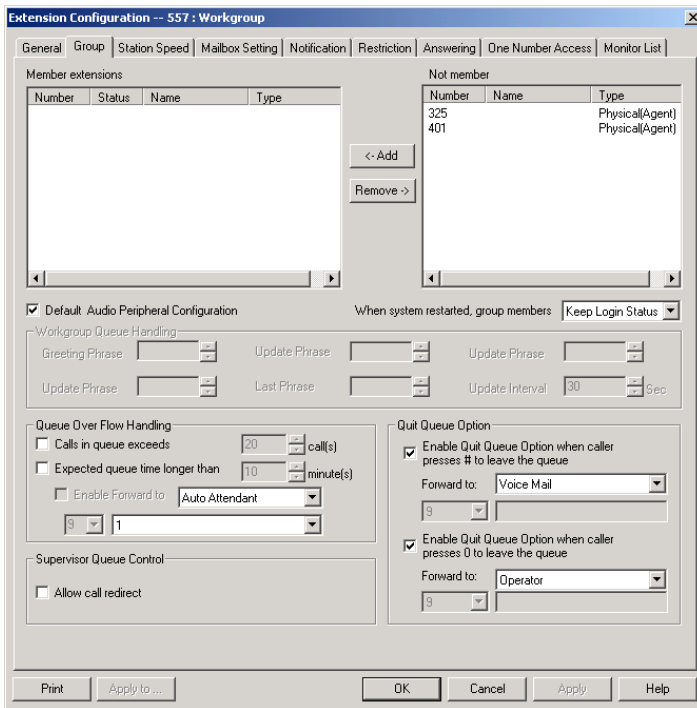 Extension Configuration -- 557 : Workgroup
General Group Station Speed Mailbox Setting Notification Restriction Answering One Number Access Monitor List
Member extensions Not member
Number Status Name Type Number Name Type
325 Physical(Agent)
401 Physical(Agent)
<- Add
Remove ->
Default Audio Peripheral Configuration When system restarted, group members Keep Login Status
Workgroup Queue Handling
Greeting Phrase Update Phrase Update Phrase
Update Phrase Last Phrase Update Interval 30 Sec
Queue Over Flow Handling
Calls in queue exceeds 20 call(s)
Expected queue time longer than 10 minute(s)
Enable Forward to Auto Attendant
9 1
Supervisor Queue Control
Allow call redirect
Quit Queue Option
Enable Quit Queue Option when caller
presses # to leave the queue
Forward to: Voice Mail
9
Enable Quit Queue Option when caller
presses 0 to leave the queue
Forward to: Operator
9
Print Apply to ... OK Cancel Apply Help